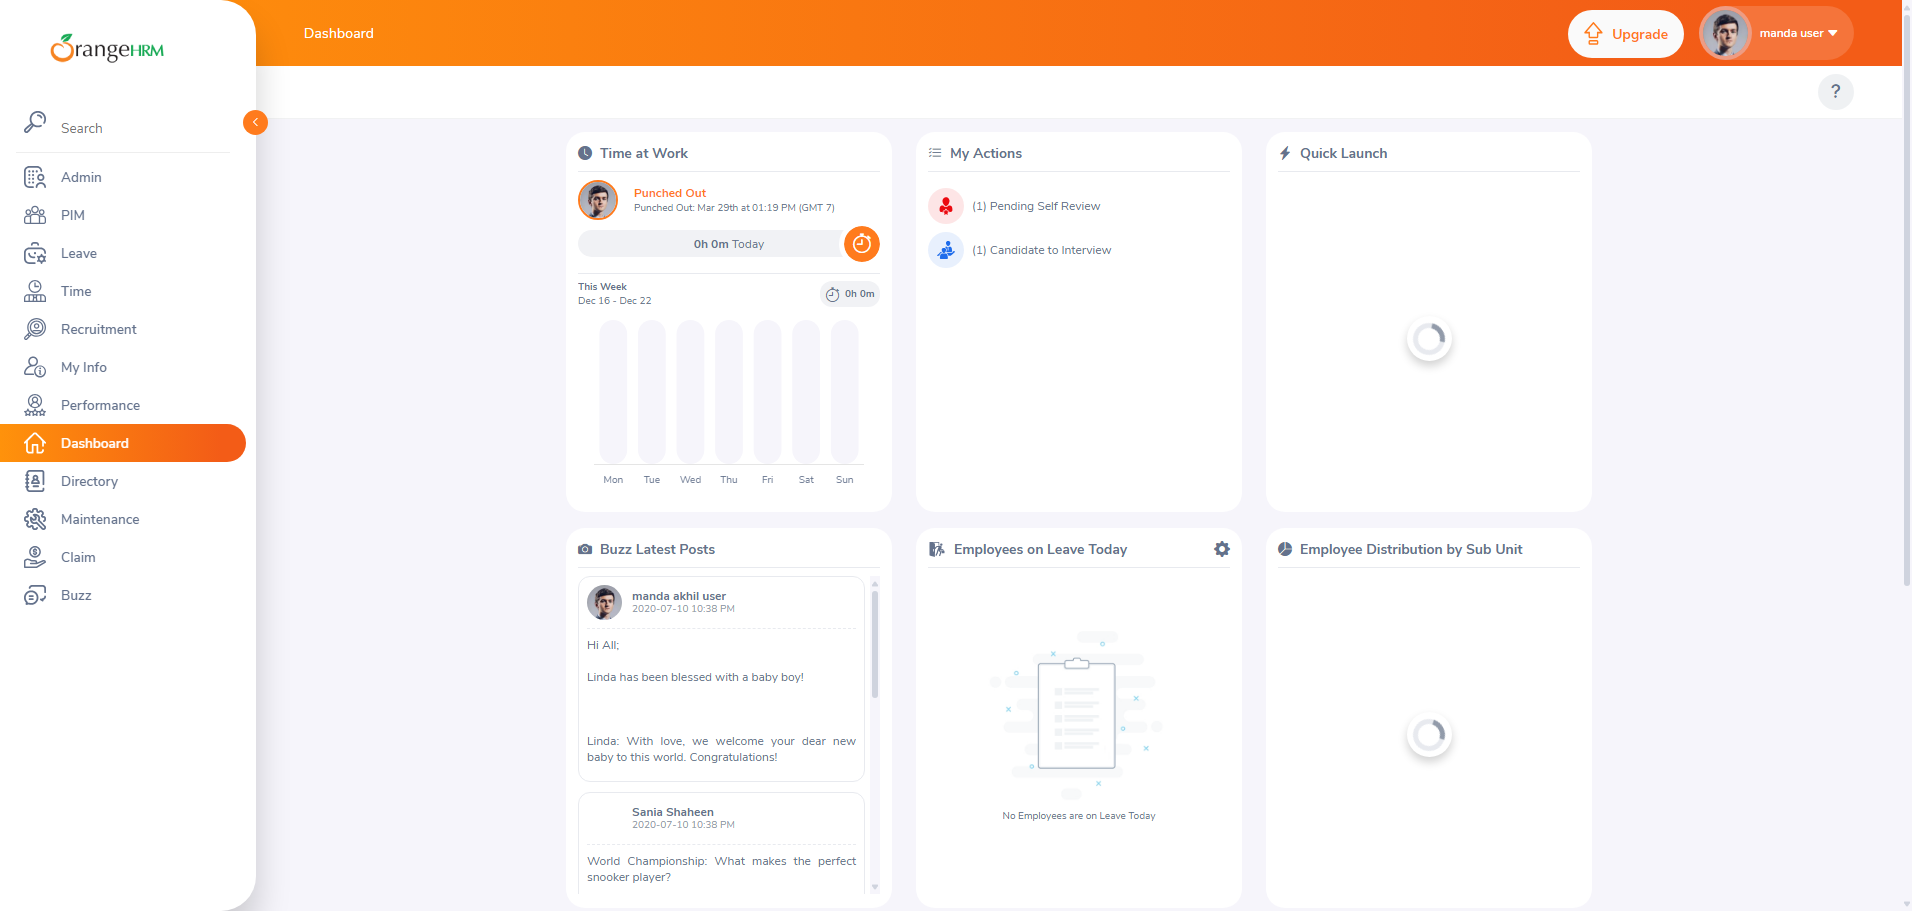 OrangeHRM
Dashboard
Upgrade
manda user
?
Search
Admin
PIM
Leave
Time
Recruitment
My Info
Performance
Dashboard
Directory
Maintenance
Claim
Buzz
Time at Work
Punched Out
Punched Out: Mar 29th at 01:19 PM (GMT 7)
0h 0m Today
This Week
Dec 16 - Dec 22
0h 0m
Mon Tue Wed Thu Fri Sat Sun
My Actions
(1) Pending Self Review
(1) Candidate to Interview
Quick Launch
Buzz Latest Posts
manda akhil user
2020-07-10 10:38 PM
Hi All;
Linda has been blessed with a baby boy!
Linda: With love, we welcome your dear new
baby to this world. Congratulations!
Sania Shaheen
2020-07-10 10:38 PM
World Championship: What makes the perfect
snooker player?
Employees on Leave Today
No Employees are on Leave Today
Employee Distribution by Sub Unit